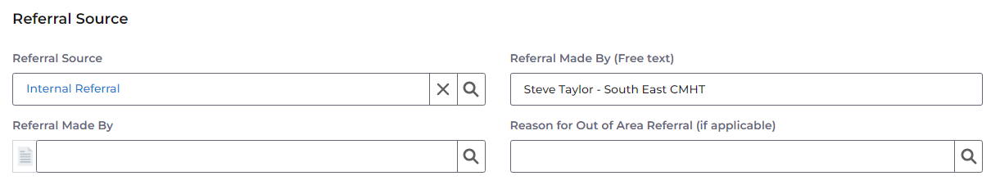 Referral Source
Referral Source
Referral Made By (Free text)
Internal Referral
Steve Taylor - South East CMHT
Referral Made By
Reason for Out of Area Referral (if applicable)